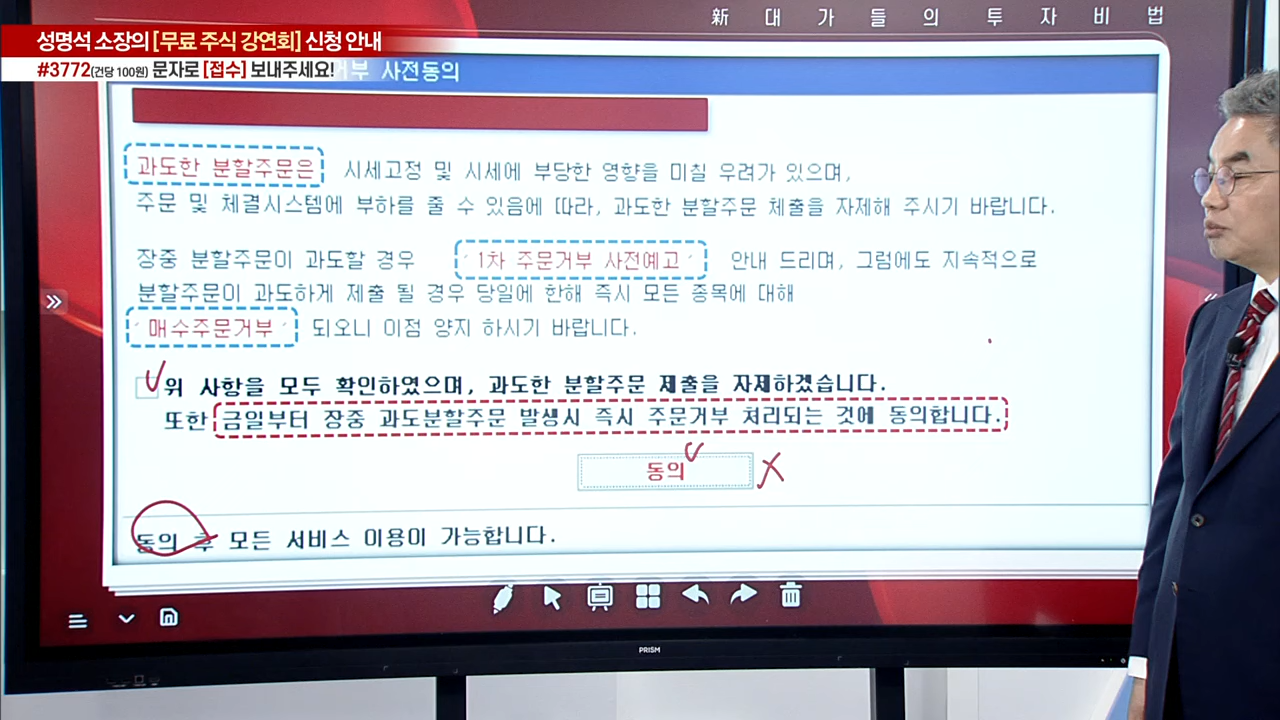 新 대 가 들 의 투 자 비 법
성명석 소장의 [무료 주식 강연회] 신청 안내
#3772(건당 100원) 문자로 [접수] 보내주세요!
거부 사전동의
과도한 분할주문은 시세고정 및 시세에 부당한 영향을 미칠 우려가 있으며,
주문 및 체결시스템에 부하를 줄 수 있음에 따라, 과도한 분할주문 체출을 자제해 주시기 바랍니다.
장중 분할주문이 과도할 경우 ' 1차 주문거부 사전예고 ' 안내 드리며, 그럼에도 지속적으로
분할주문이 과도하게 제출 될 경우 당일에 한해 즉시 모든 종목에 대해
' 매수주문거부 ' 되오니 이점 양지 하시기 바랍니다.
위 사항을 모두 확인하였으며, 과도한 분할주문 제출을 자제하겠습니다.
또한 금일부터 장중 과도분할주문 발생시 즉시 주문거부 처리되는 것에 동의합니다.
동의
동의 후 모든 서비스 이용이 가능합니다.
PRISM